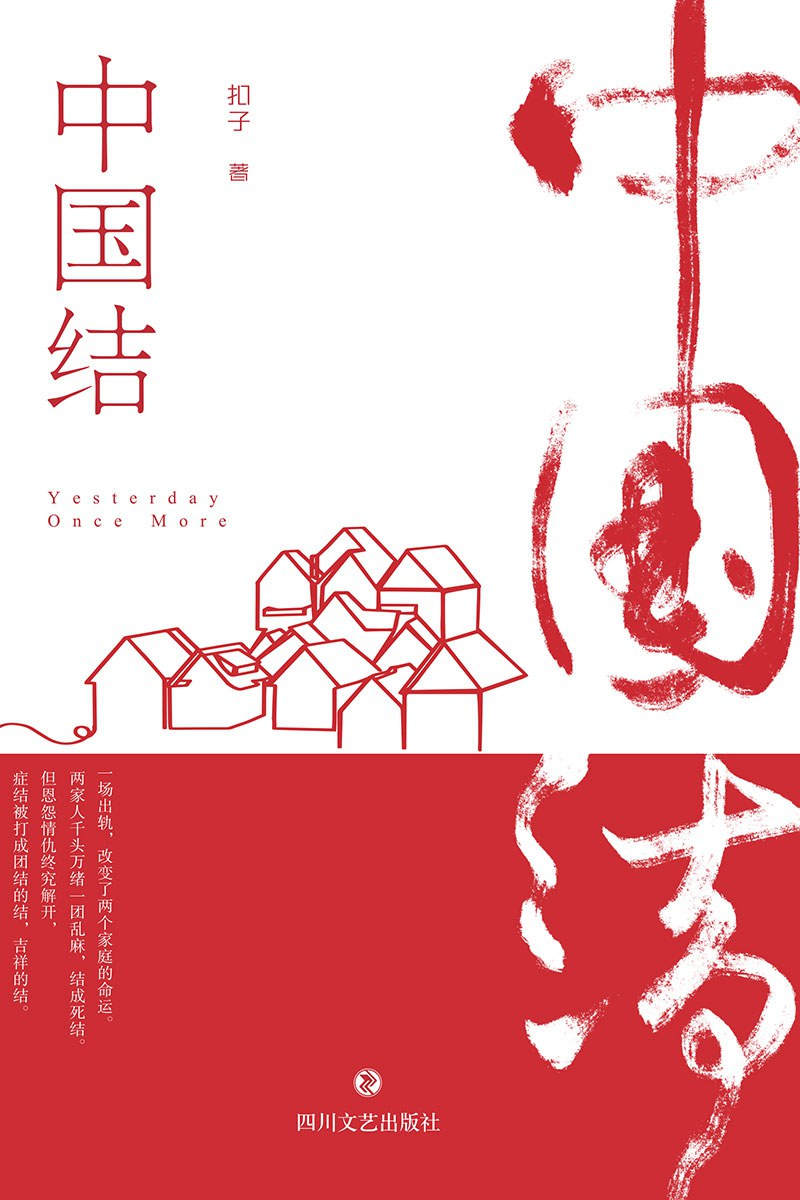 中国结
扣子 著
Yesterday
Once More
中国结
一场出轨，改变了两个家庭的命运。
两家人千头万绪一团乱麻，结成死结。
但恩怨情仇终究解开，
症结被打成团结的结，吉祥的结。
四川文艺出版社